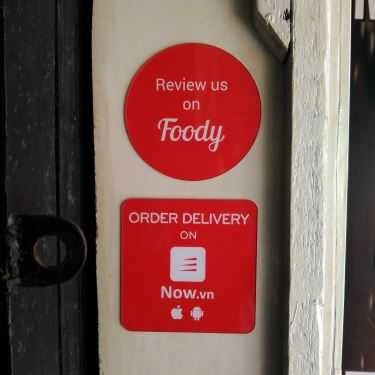 Review us
on
Foody
ORDER DELIVERY
ON
Now.vn